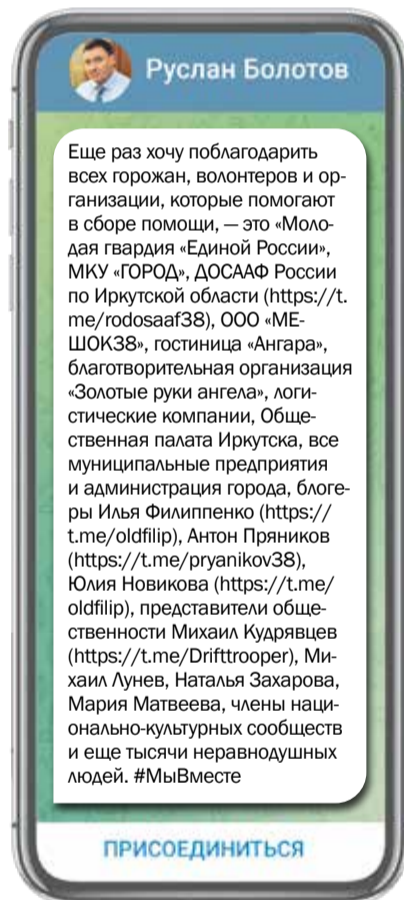 Руслан Болотов
Еще раз хочу поблагодарить
всех горожан, волонтеров и ор-
ганизации, которые помогают
в сборе помощи, — это «Моло-
дая гвардия «Единой России»,
МКУ «ГОРОД», ДОСААФ России
по Иркутской области (https://t.
me/rodosaaf38), ООО «МЕ-
ШОК38», гостиница «Ангара»,
благотворительная организация
«Золотые руки ангела», логи-
стические компании, Обще-
ственная палата Иркутска, все
муниципальные предприятия
и администрация города, блоге-
ры Илья Филиппенко (https://
t.me/oldfilip), Антон Пряников
(https://t.me/pryanikov38),
Юлия Новикова (https://t.me/
oldfilip), представители обще-
ственности Михаил Кудрявцев
(https://t.me/Drifttrooper), Ми-
хаил Лунев, Наталья Захарова,
Мария Матвеева, члены наци-
онально-культурных сообществ
и еще тысячи неравнодушных
людей. #МыВместе
ПРИСОЕДИНИТЬСЯ